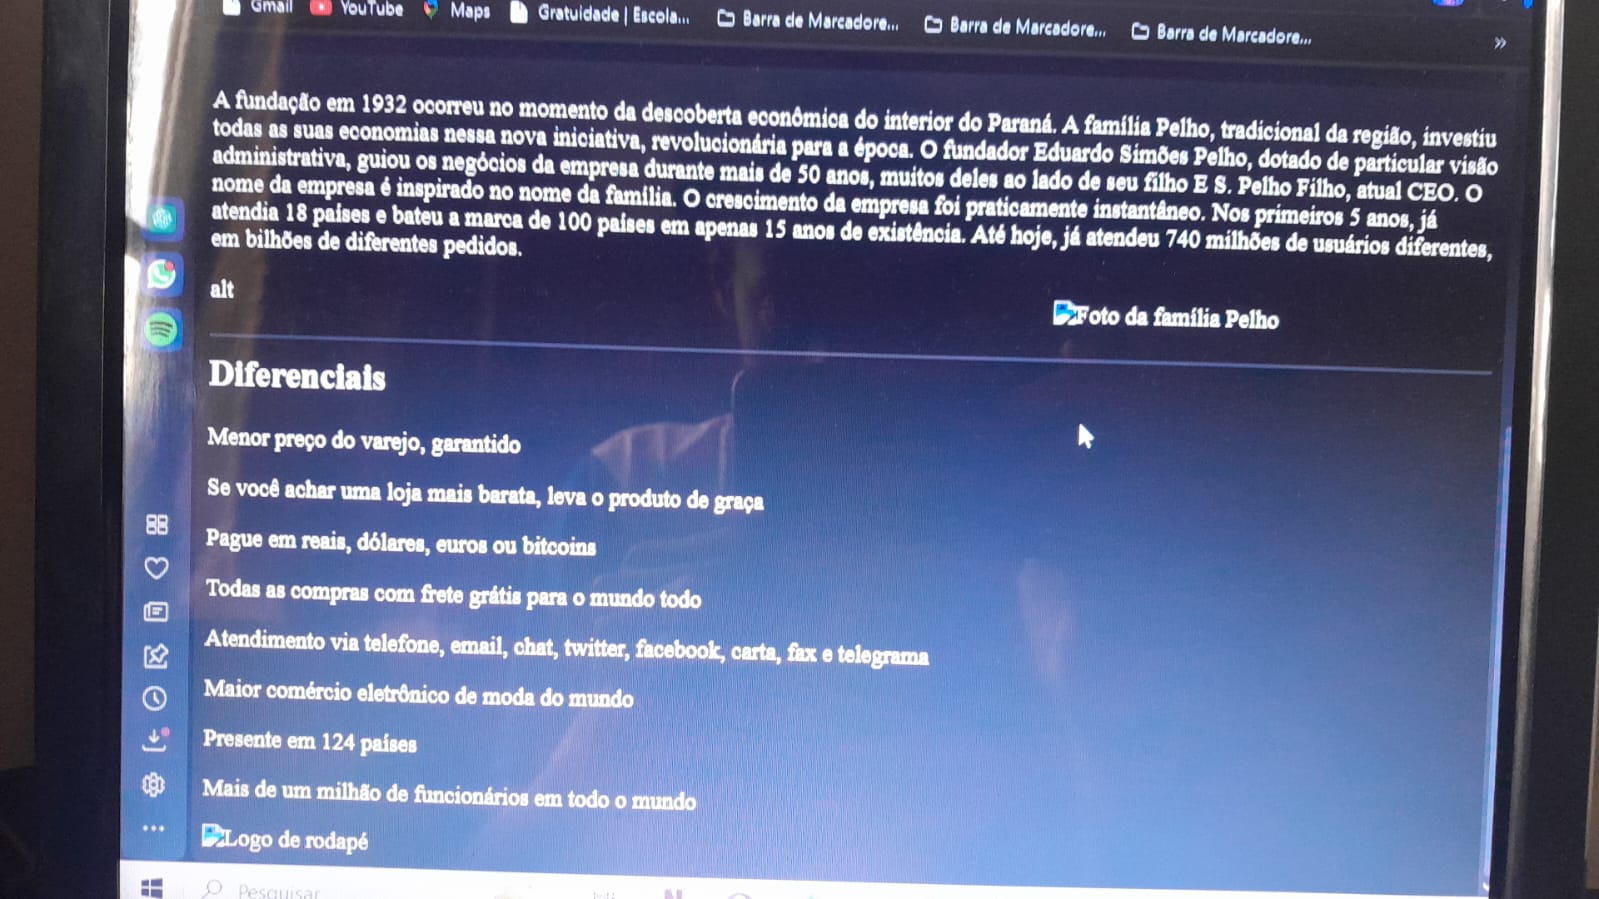 Gmail YouTube Maps Gratuidade | Escola... Barra de Marcadore... Barra de Marcadore... Barra de Marcadore... »
A fundação em 1932 ocorreu no momento da descoberta econômica do interior do Paraná. A família Pelho, tradicional da região, investiu
todas as suas economias nessa nova iniciativa, revolucionária para a época. O fundador Eduardo Simões Pelho, dotado de particular visão
administrativa, guiou os negócios da empresa durante mais de 50 anos, muitos deles ao lado de seu filho E S. Pelho Filho, atual CEO. O
nome da empresa é inspirado no nome da família. O crescimento da empresa foi praticamente instantâneo. Nos primeiros 5 anos, já
atendia 18 países e bateu a marca de 100 países em apenas 15 anos de existência. Até hoje, já atendeu 740 milhões de usuários diferentes,
em bilhões de diferentes pedidos.
alt
Foto da família Pelho
Diferenciais
Menor preço do varejo, garantido
Se você achar uma loja mais barata, leva o produto de graça
Pague em reais, dólares, euros ou bitcoins
Todas as compras com frete grátis para o mundo todo
Atendimento via telefone, email, chat, twitter, facebook, carta, fax e telegrama
Maior comércio eletrônico de moda do mundo
Presente em 124 países
Mais de um milhão de funcionários em todo o mundo
Logo de rodapé
Pesquisar